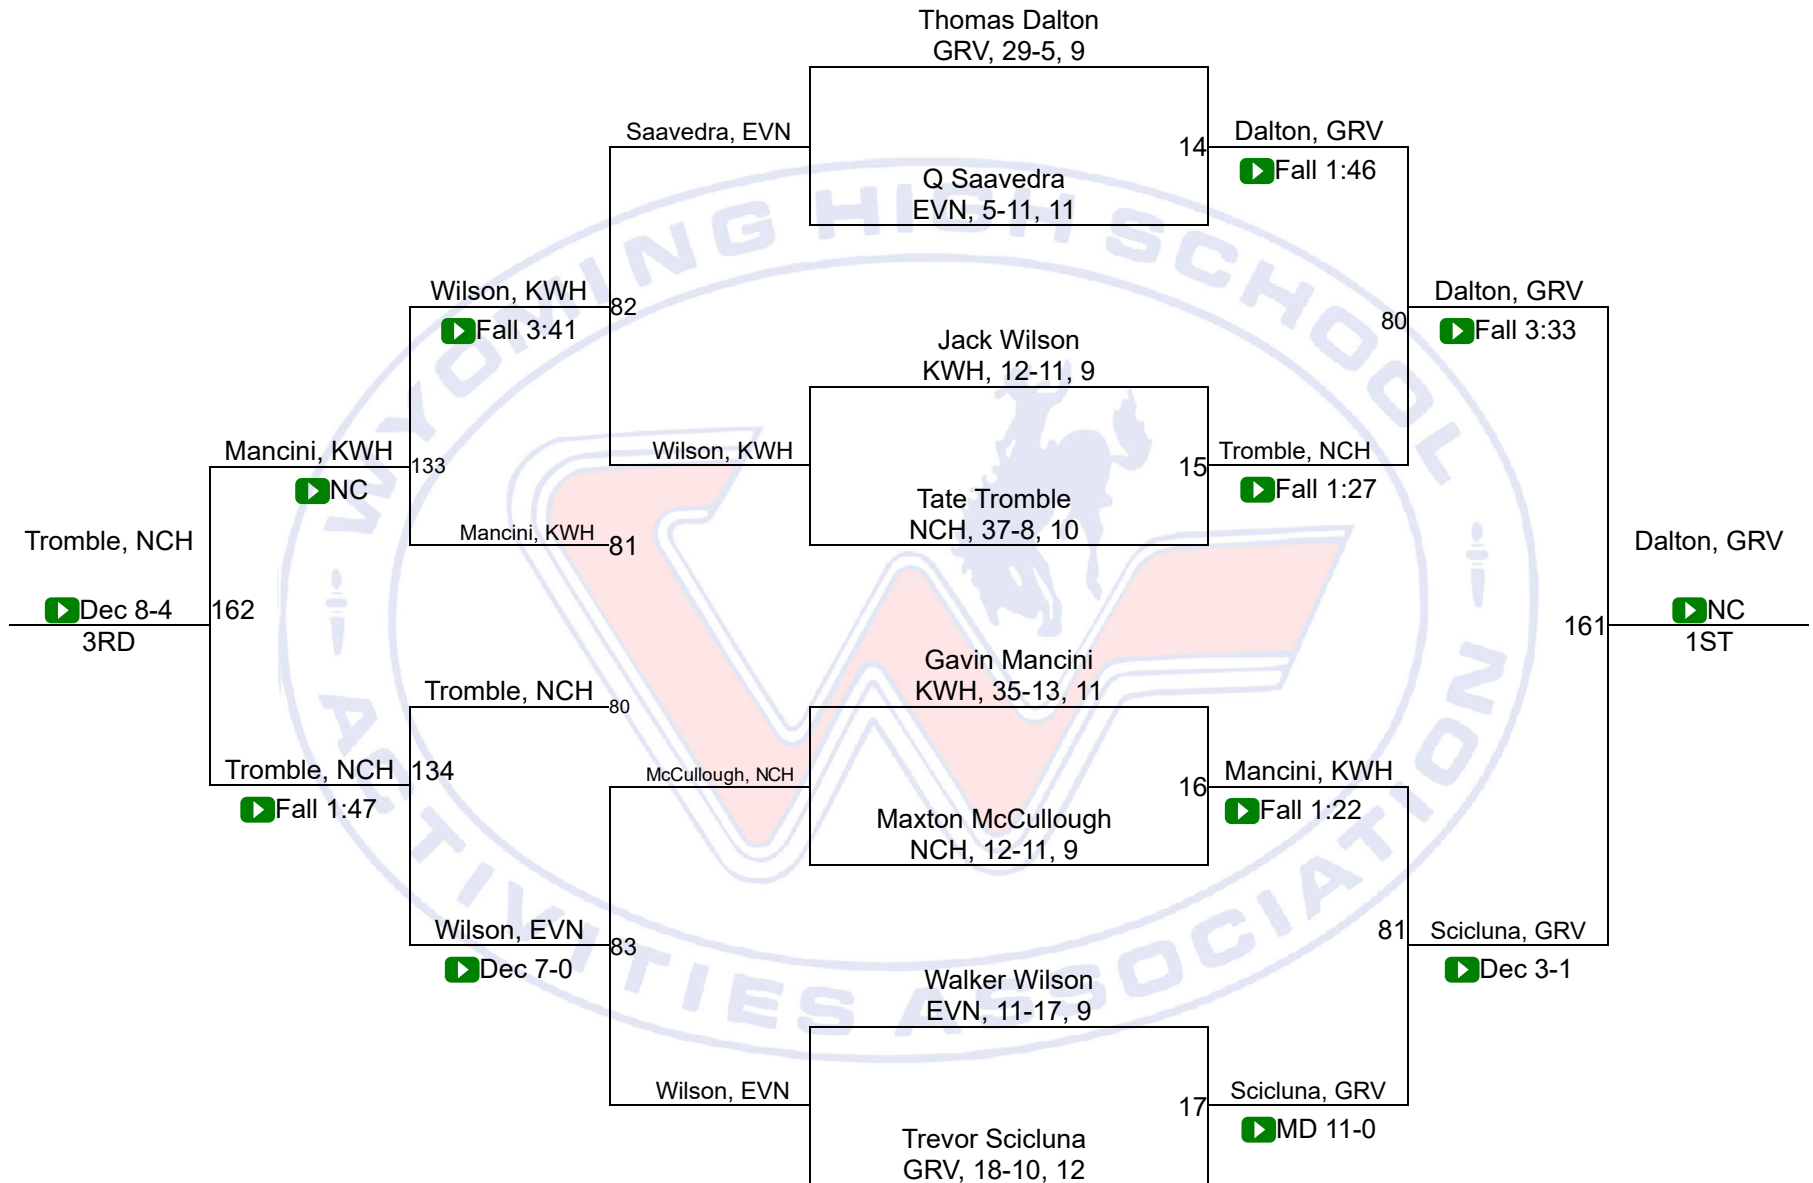 Thomas Dalton
GRV, 29-5, 9
Saavedra, EVN
14
Dalton, GRV
Fall 1:46
Q Saavedra
EVN, 5-11, 11
Wilson, KWH
82
Fall 3:41
Dalton, GRV
80
Fall 3:33
Jack Wilson
KWH, 12-11, 9
Mancini, KWH
133
NC
Wilson, KWH
15
Tromble, NCH
Fall 1:27
Tate Tromble
NCH, 37-8, 10
Mancini, KWH
81
Tromble, NCH
Dec 8-4
162
3RD
Dalton, GRV
161
NC
1ST
Gavin Mancini
KWH, 35-13, 11
Tromble, NCH
80
Tromble, NCH
134
Fall 1:47
McCullough, NCH
16
Mancini, KWH
Fall 1:22
Maxton McCullough
NCH, 12-11, 9
Wilson, EVN
83
Dec 7-0
81
Scicluna, GRV
Dec 3-1
Walker Wilson
EVN, 11-17, 9
Wilson, EVN
17
Scicluna, GRV
MD 11-0
Trevor Scicluna
GRV, 18-10, 12
WYOMING HIGH SCHOOL
ACTIVITIES ASSOCIATION